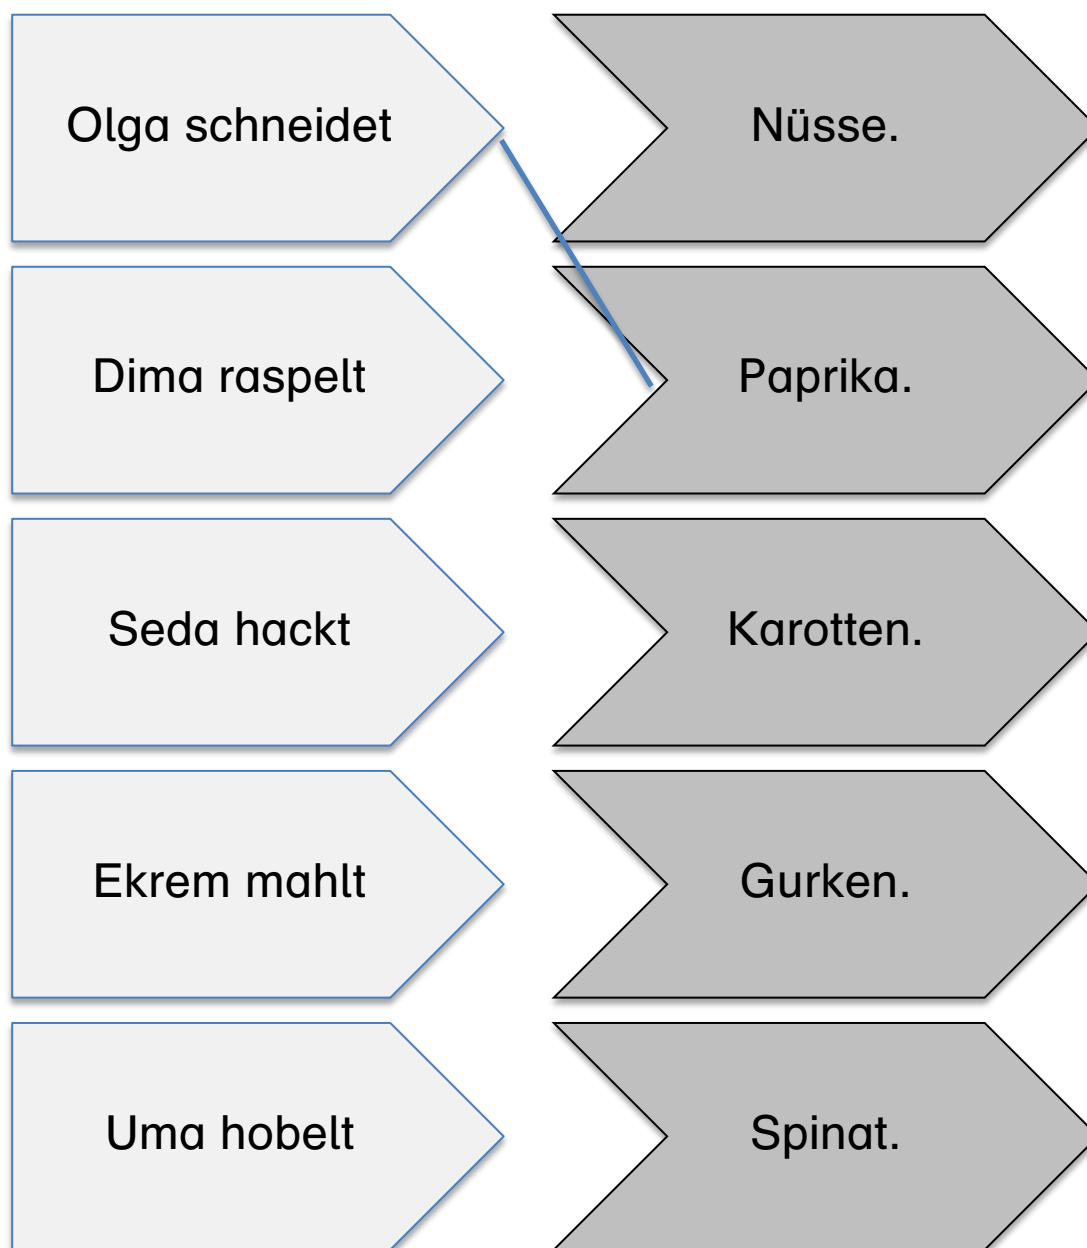 Olga schneidet
Nüsse.
Dima raspelt
Paprika.
Seda hackt
Karotten.
Ekrem mahlt
Gurken.
Uma hobelt
Spinat.